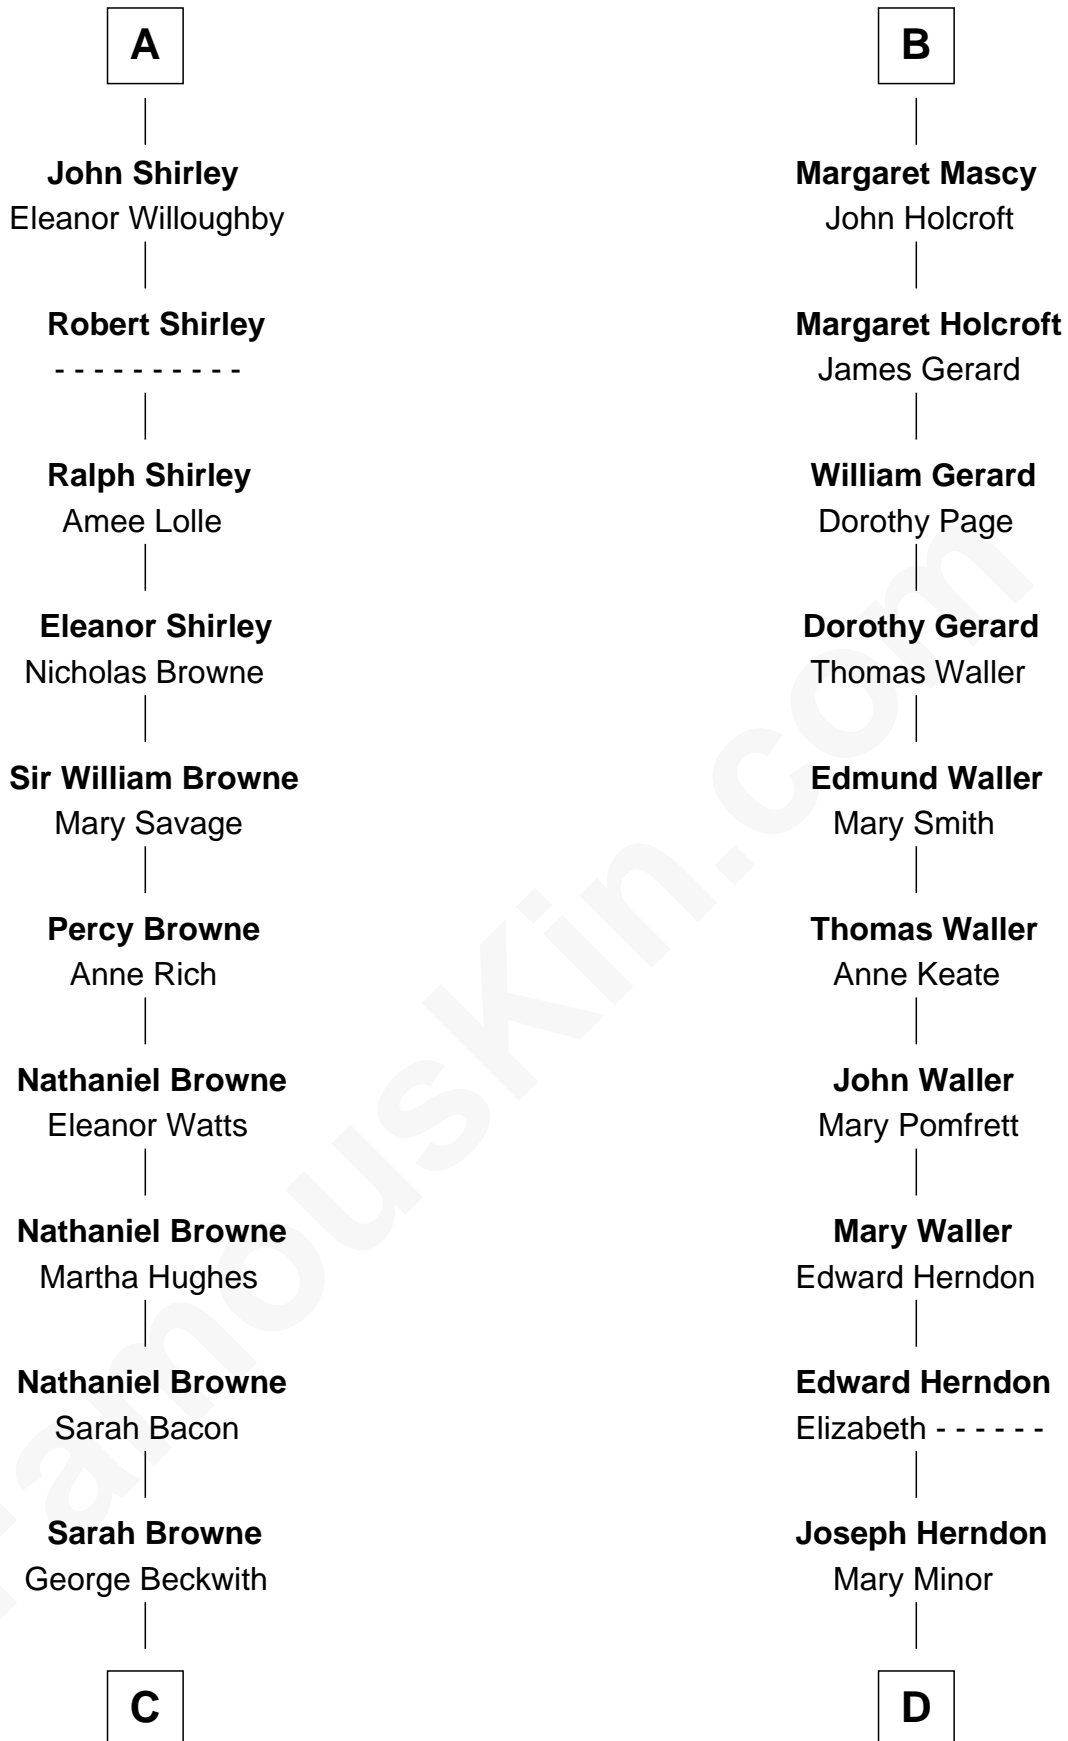 A
John Shirley
Eleanor Willoughby
Robert Shirley
- - - - - - - - - -
Ralph Shirley
Amee Lolle
Eleanor Shirley
Nicholas Browne
Sir William Browne
Mary Savage
Percy Browne
Anne Rich
Nathaniel Browne
Eleanor Watts
Nathaniel Browne
Martha Hughes
Nathaniel Browne
Sarah Bacon
Sarah Browne
George Beckwith
C
B
Margaret Mascy
John Holcroft
Margaret Holcroft
James Gerard
William Gerard
Dorothy Page
Dorothy Gerard
Thomas Waller
Edmund Waller
Mary Smith
Thomas Waller
Anne Keate
John Waller
Mary Pomfrett
Mary Waller
Edward Herndon
Edward Herndon
Elizabeth - - - - - -
Joseph Herndon
Mary Minor
D
FamousKin.com